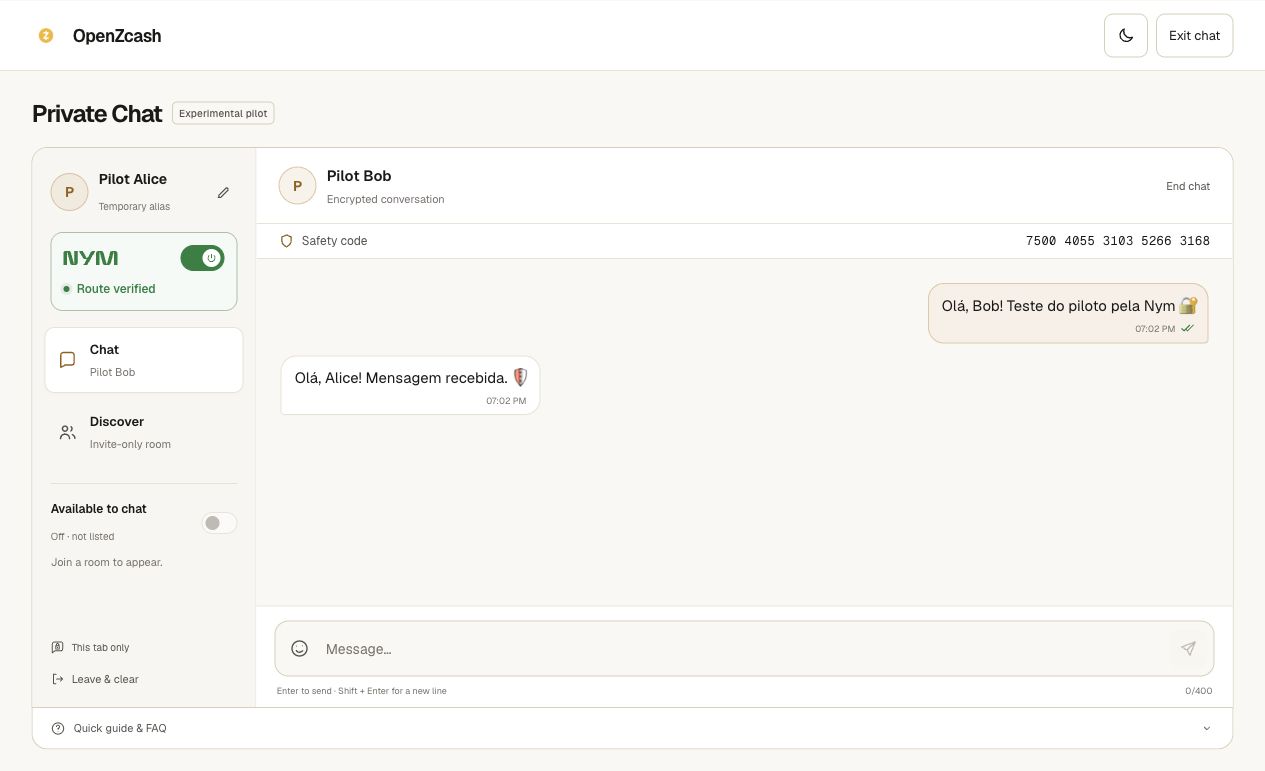 OpenZcash
Exit chat
Private Chat
Experimental pilot
P
Pilot Alice
Temporary alias
NYM
Route verified
Chat
Pilot Bob
Discover
Invite-only room
Available to chat
Off · not listed
Join a room to appear.
This tab only
Leave & clear
P
Pilot Bob
Encrypted conversation
End chat
Safety code
7500 4055 3103 5266 3168
Olá, Bob! Teste do piloto pela Nym 🔐
07:02 PM
Olá, Alice! Mensagem recebida. 🛡️
07:02 PM
Message...
Enter to send · Shift + Enter for a new line
0/400
Quick guide & FAQ